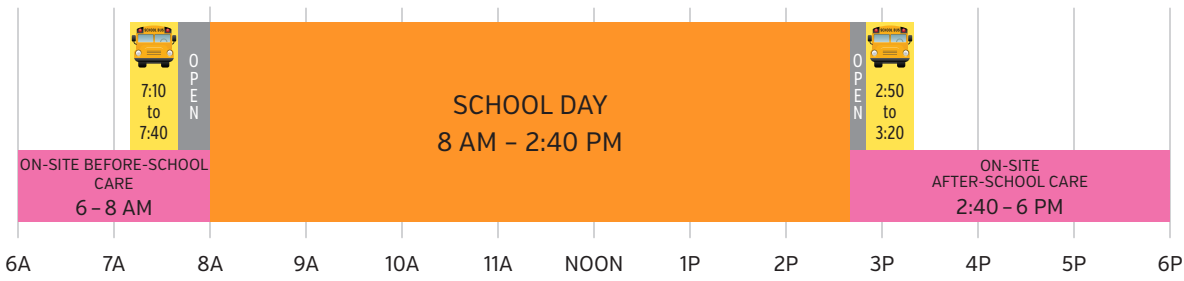 SCHOOL BUS
7:10
to
7:40
OPEN
SCHOOL DAY
8 AM – 2:40 PM
OPEN
SCHOOL BUS
2:50
to
3:20
ON-SITE BEFORE-SCHOOL
CARE
6 – 8 AM
ON-SITE
AFTER-SCHOOL CARE
2:40 – 6 PM
6A 7A 8A 9A 10A 11A NOON 1P 2P 3P 4P 5P 6P